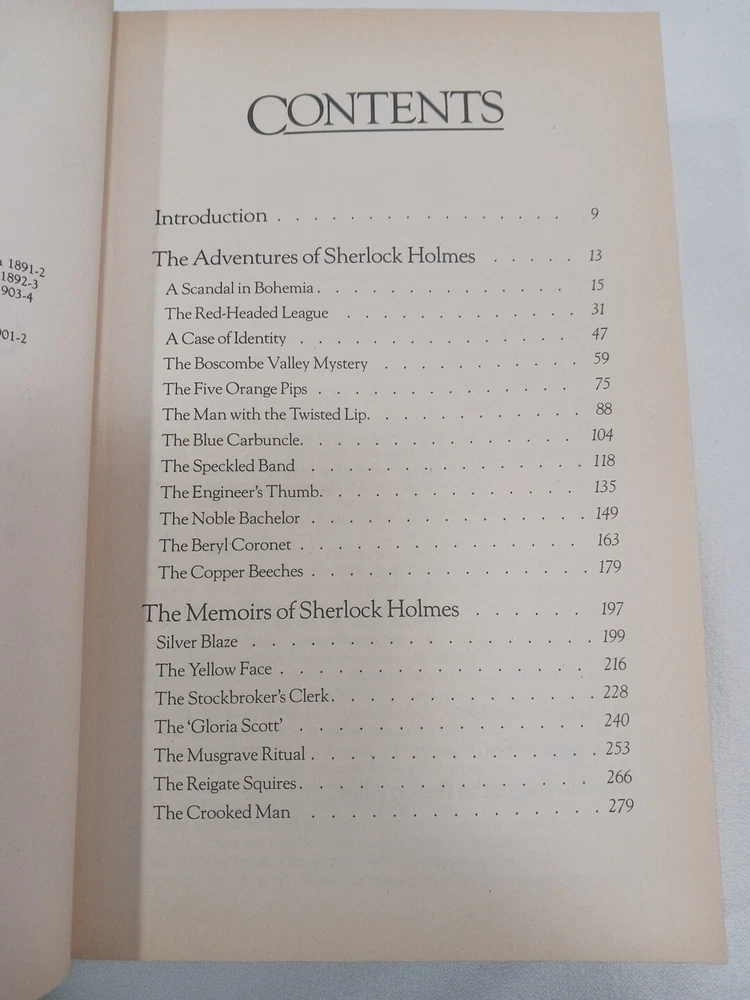 1891-2
1892-3
903-4
01-2
CONTENTS
Introduction . . . . . . . . . . . . . . . . 9
The Adventures of Sherlock Holmes . . . . . 13
A Scandal in Bohemia . . . . . . . . . . . . . 15
The Red-Headed League . . . . . . . . . . . . 31
A Case of Identity . . . . . . . . . . . . . . 47
The Boscombe Valley Mystery . . . . . . . . . . 59
The Five Orange Pips . . . . . . . . . . . . . 75
The Man with the Twisted Lip. . . . . . . . . . 88
The Blue Carbuncle. . . . . . . . . . . . . . 104
The Speckled Band . . . . . . . . . . . . . . 118
The Engineer's Thumb. . . . . . . . . . . . . 135
The Noble Bachelor . . . . . . . . . . . . . . 149
The Beryl Coronet . . . . . . . . . . . . . . 163
The Copper Beeches . . . . . . . . . . . . . . 179
The Memoirs of Sherlock Holmes . . . . . . 197
Silver Blaze . . . . . . . . . . . . . . . . . 199
The Yellow Face . . . . . . . . . . . . . . . 216
The Stockbroker's Clerk. . . . . . . . . . . . 228
The 'Gloria Scott' . . . . . . . . . . . . . . 240
The Musgrave Ritual . . . . . . . . . . . . . . 253
The Reigate Squires. . . . . . . . . . . . . . 266
The Crooked Man . . . . . . . . . . . . . . . 279